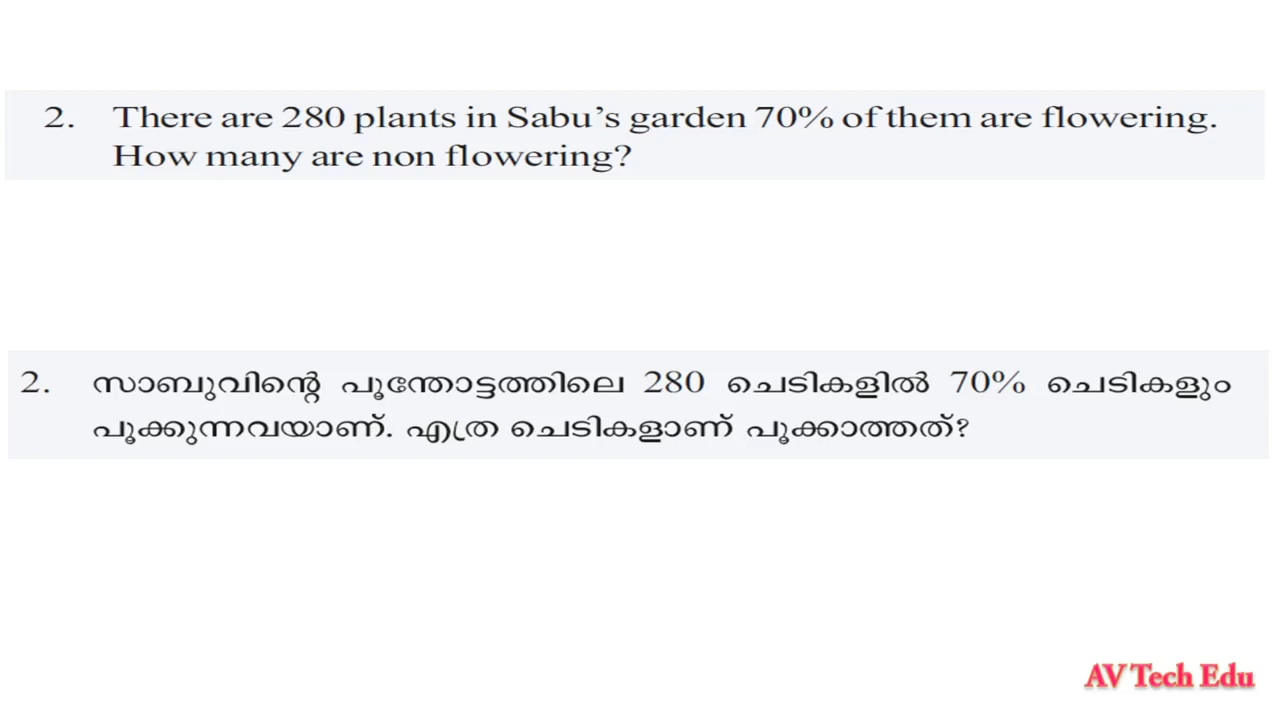 2. There are 280 plants in Sabu’s garden 70% of them are flowering.
How many are non flowering?
2. സാബുവിന്റെ പൂന്തോട്ടത്തിലെ 280 ചെടികളിൽ 70% ചെടികളും
പൂക്കുന്നവയാണ്. എത്ര ചെടികളാണ് പൂക്കാത്തത്?
AV Tech Edu